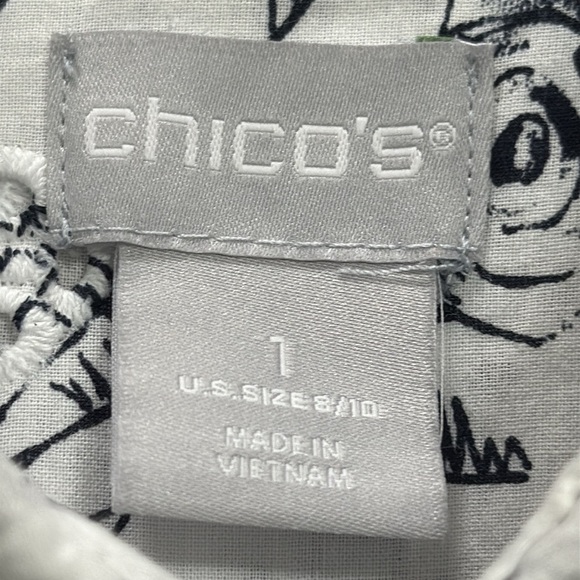 chico's®
1
U.S.SIZE 8/10
MADE IN
VIETNAM